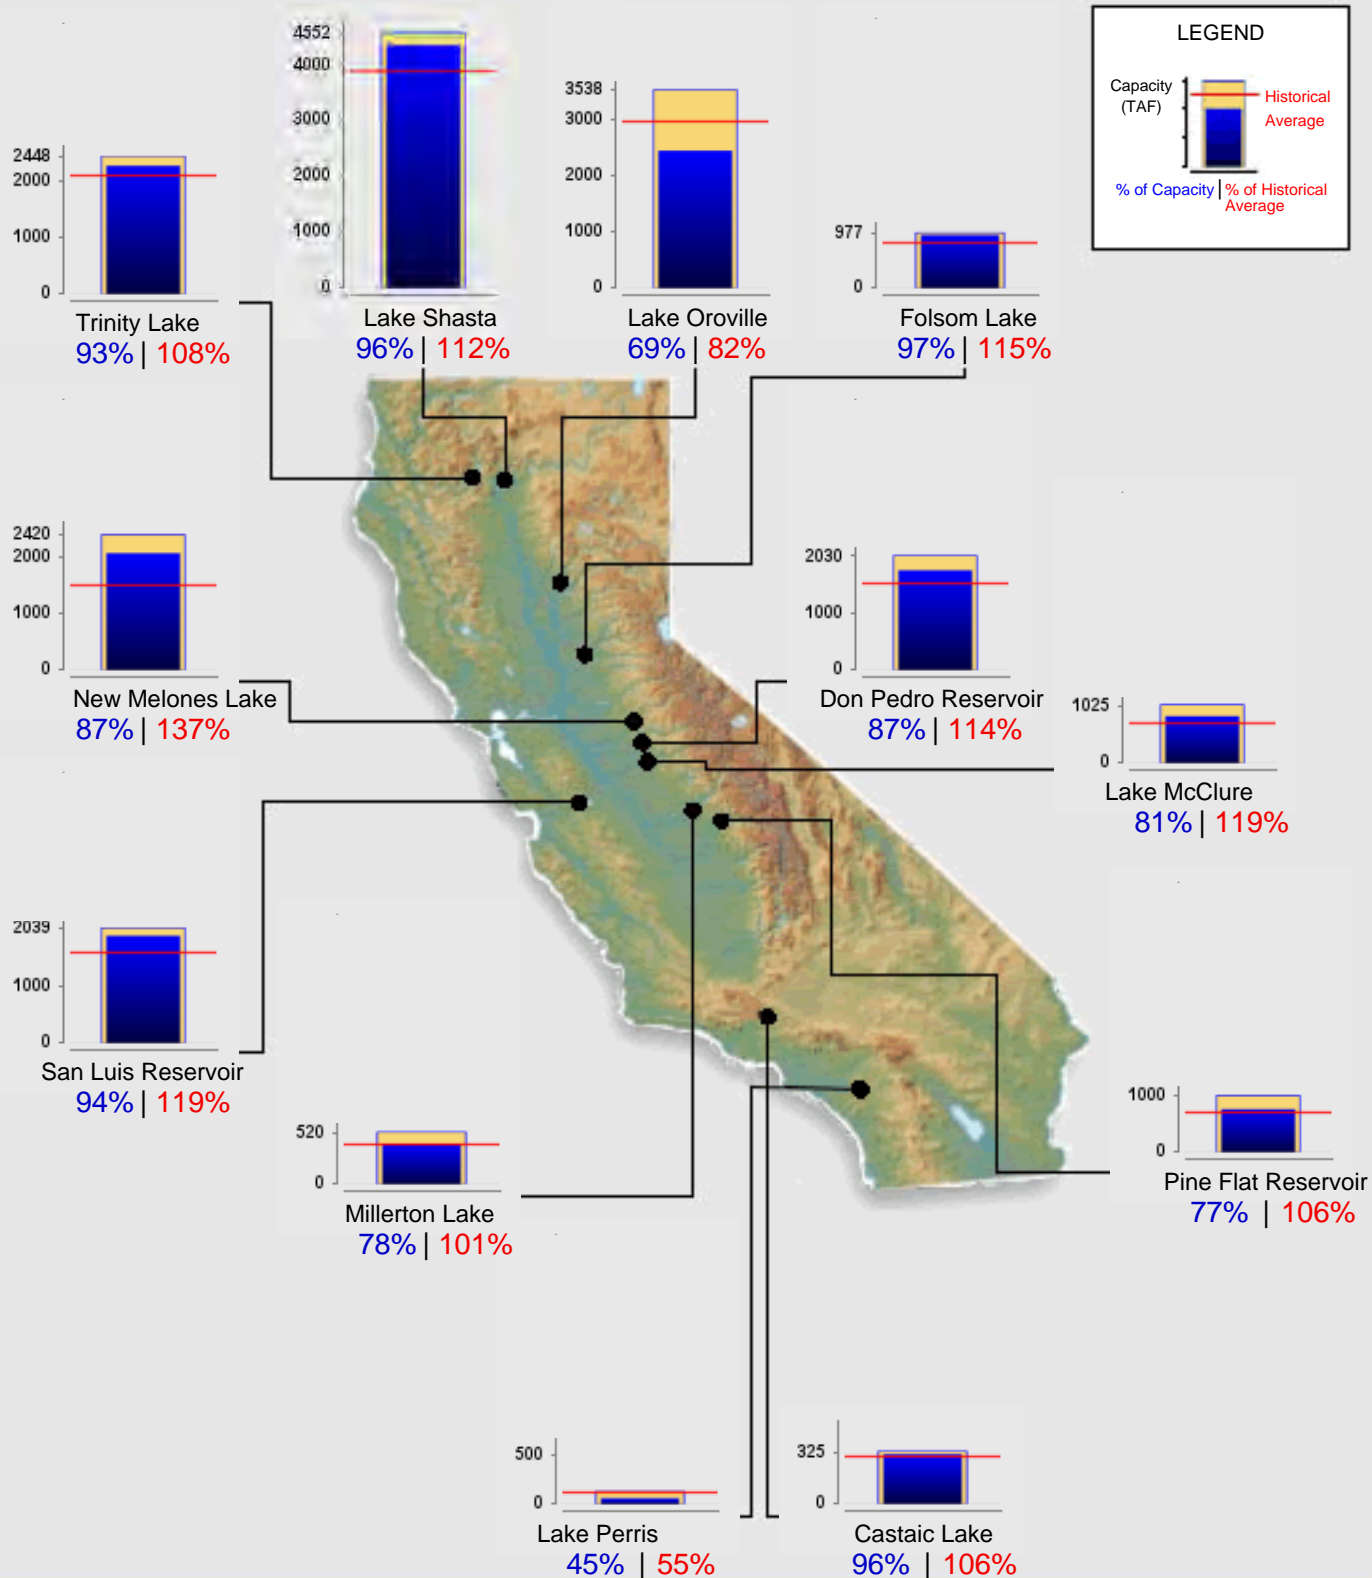 LEGEND
Capacity
(TAF)
Historical
Average
% of Capacity | % of Historical
Average
2448
2000
1000
0
Trinity Lake
93% | 108%
4552
4000
3000
2000
1000
0
Lake Shasta
96% | 112%
3538
3000
2000
1000
0
Lake Oroville
69% | 82%
977
0
Folsom Lake
97% | 115%
2420
2000
1000
0
New Melones Lake
87% | 137%
2030
1000
0
Don Pedro Reservoir
87% | 114%
1025
0
Lake McClure
81% | 119%
2039
1000
0
San Luis Reservoir
94% | 119%
520
0
Millerton Lake
78% | 101%
1000
0
Pine Flat Reservoir
77% | 106%
500
0
Lake Perris
45% | 55%
325
0
Castaic Lake
96% | 106%